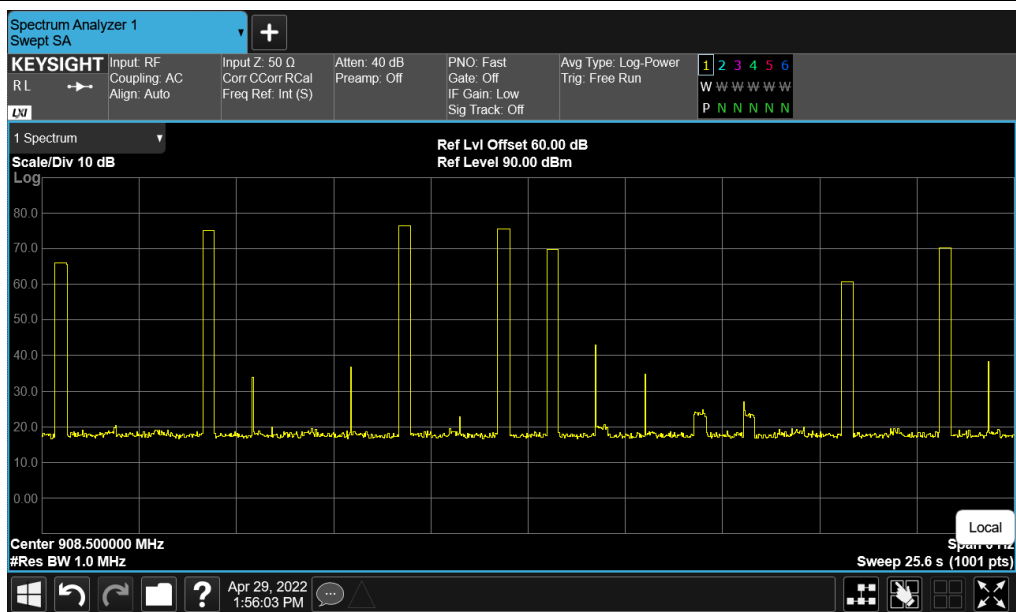 Spectrum Analyzer 1
Swept SA
KEYSIGHT
R L
LXI
Input: RF
Coupling: AC
Align: Auto
Input Z: 50 Ω
Corr CCorr RCal
Freq Ref: Int (S)
Atten: 40 dB
Preamp: Off
PNO: Fast
Gate: Off
IF Gain: Low
Sig Track: Off
Avg Type: Log-Power
Trig: Free Run
1 2 3 4 5 6
W W W W W W
P N N N N N
1 Spectrum
Scale/Div 10 dB
Ref Lvl Offset 60.00 dB
Ref Level 90.00 dBm
Log
80.0
70.0
60.0
50.0
40.0
30.0
20.0
10.0
0.00
Local
Center 908.500000 MHz
#Res BW 1.0 MHz
Sweep 25.6 s (1001 pts)
?
Apr 29, 2022
1:56:03 PM